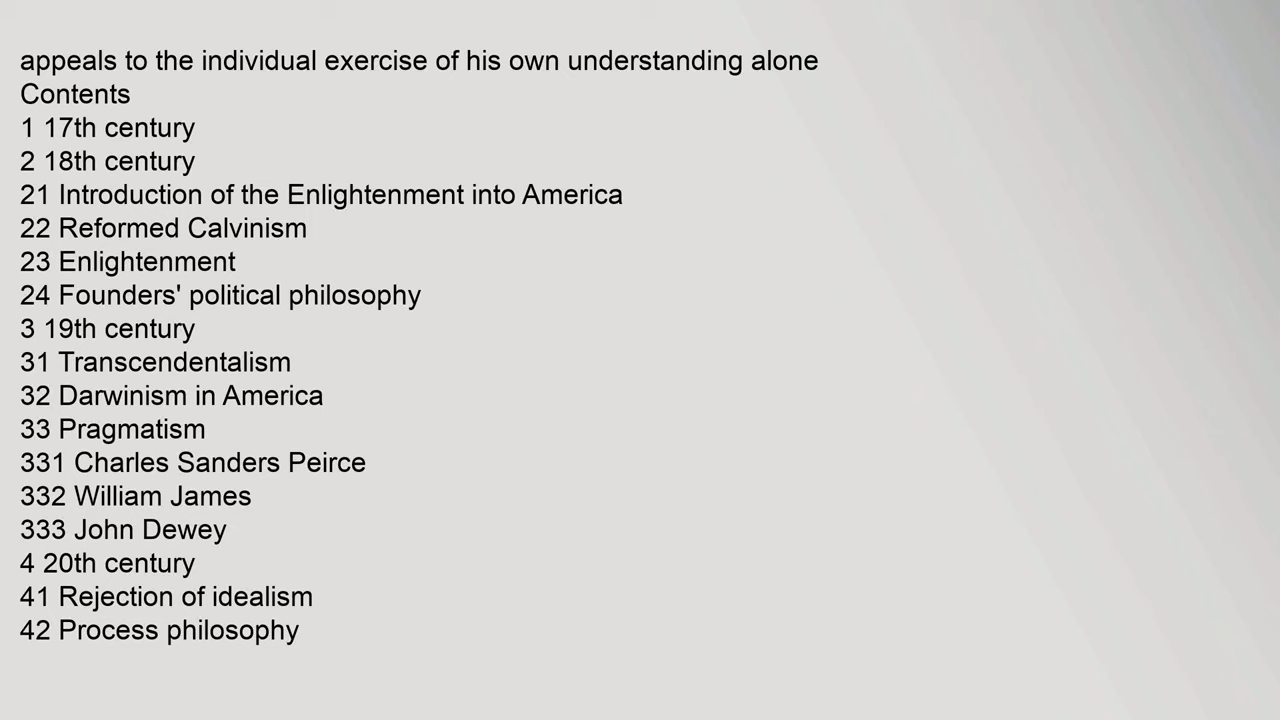 appeals to the individual exercise of his own understanding alone
Contents
1 17th century
2 18th century
21 Introduction of the Enlightenment into America
22 Reformed Calvinism
23 Enlightenment
24 Founders' political philosophy
3 19th century
31 Transcendentalism
32 Darwinism in America
33 Pragmatism
331 Charles Sanders Peirce
332 William James
333 John Dewey
4 20th century
41 Rejection of idealism
42 Process philosophy